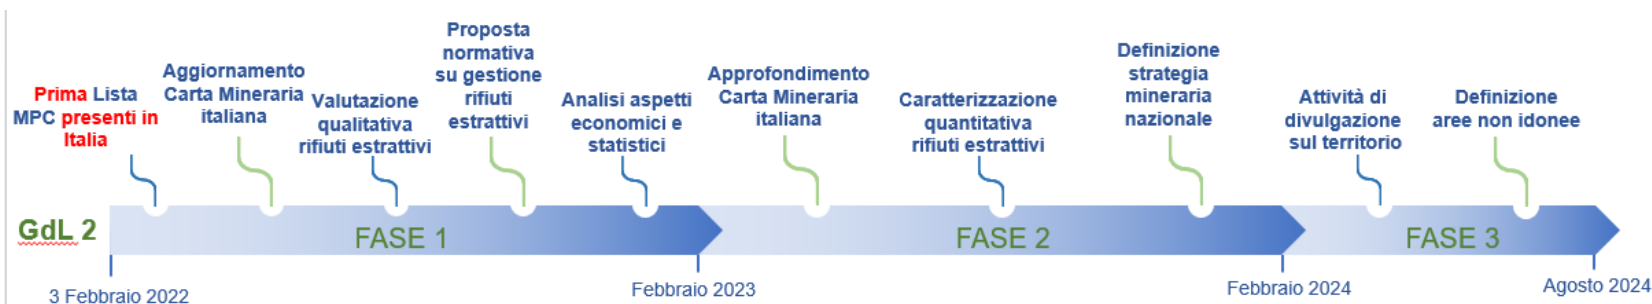 Prima Lista
MPC presenti in
Italia
Aggiornamento
Carta Mineraria
italiana
Valutazione
qualitativa
rifiuti estrattivi
Proposta
normativa
su gestione
rifiuti
estrattivi
Analisi aspetti
economici e
statistici
Approfondimento
Carta Mineraria
italiana
Caratterizzazione
quantitativa
rifiuti estrattivi
Definizione
strategia
mineraria
nazionale
Attività di
divulgazione
sul territorio
Definizione
aree non idonee
GdL 2
FASE 1
FASE 2
FASE 3
3 Febbraio 2022
Febbraio 2023
Febbraio 2024
Agosto 2024